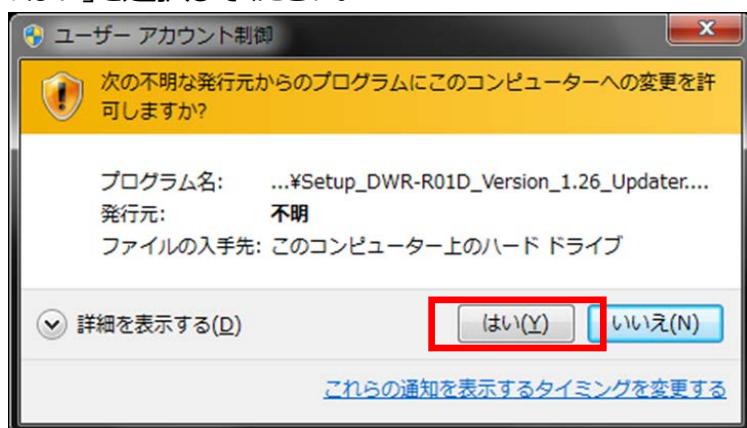 ユーザー アカウント制御
次の不明な発行元からのプログラムにこのコンピューターへの変更を許
可しますか?
プログラム名: ...¥Setup_DWR-R01D_Version_1.26_Updater....
発行元: 不明
ファイルの入手先: このコンピューター上のハード ドライブ
詳細を表示する(D) はい(Y) いいえ(N)
これらの通知を表示するタイミングを変更する